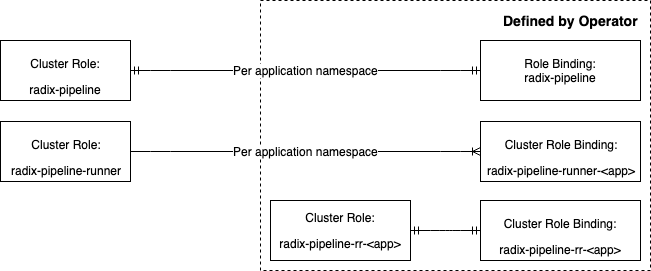 Defined by Operator
Cluster Role:
radix-pipeline
Per application namespace
Role Binding:
radix-pipeline
Cluster Role:
radix-pipeline-runner
Per application namespace
Cluster Role Binding:
radix-pipeline-runner-<app>
Cluster Role:
radix-pipeline-rr-<app>
Cluster Role Binding:
radix-pipeline-rr-<app>